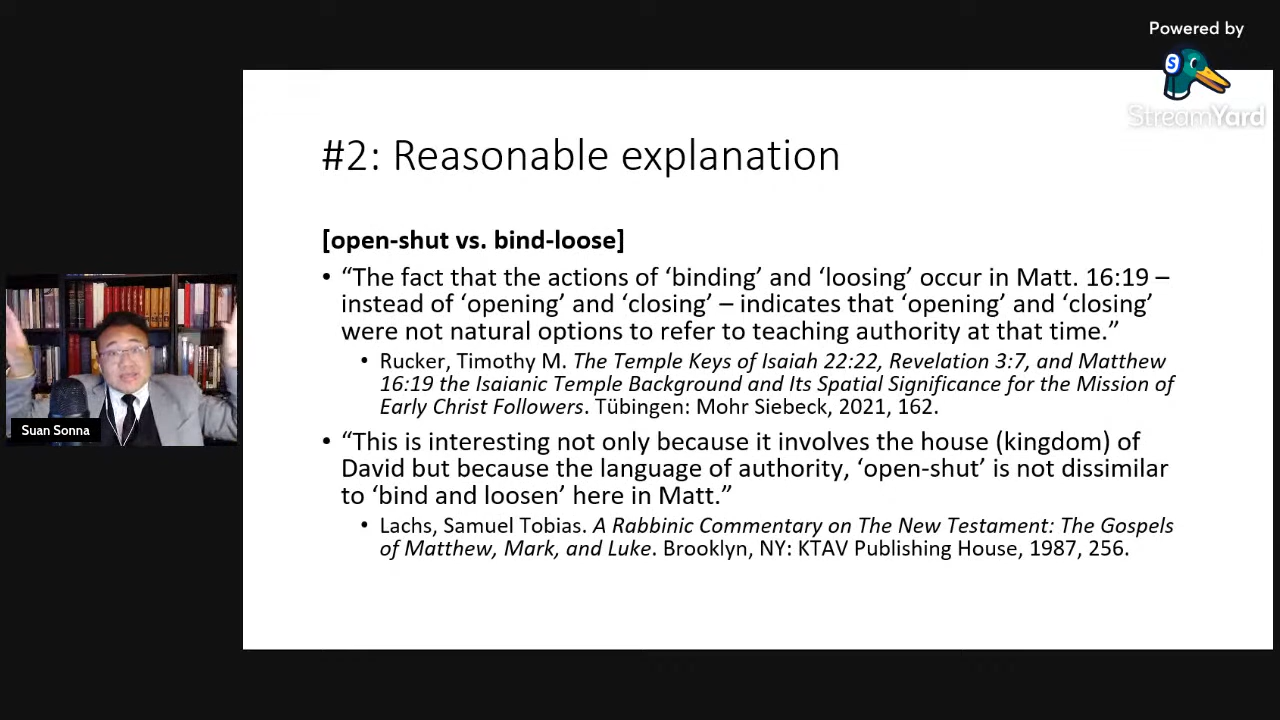 Powered by
S
StreamYard
#2: Reasonable explanation
[open-shut vs. bind-loose]
• “The fact that the actions of ‘binding’ and ‘loosing’ occur in Matt. 16:19 –
instead of ‘opening’ and ‘closing’ – indicates that ‘opening’ and ‘closing’
were not natural options to refer to teaching authority at that time.”
• Rucker, Timothy M. The Temple Keys of Isaiah 22:22, Revelation 3:7, and Matthew
16:19 the Isaianic Temple Background and Its Spatial Significance for the Mission of
Early Christ Followers. Tübingen: Mohr Siebeck, 2021, 162.
• “This is interesting not only because it involves the house (kingdom) of
David but because the language of authority, ‘open-shut’ is not dissimilar
to ‘bind and loosen’ here in Matt.”
• Lachs, Samuel Tobias. A Rabbinic Commentary on The New Testament: The Gospels
of Matthew, Mark, and Luke. Brooklyn, NY: KTAV Publishing House, 1987, 256.
Suan Sonna